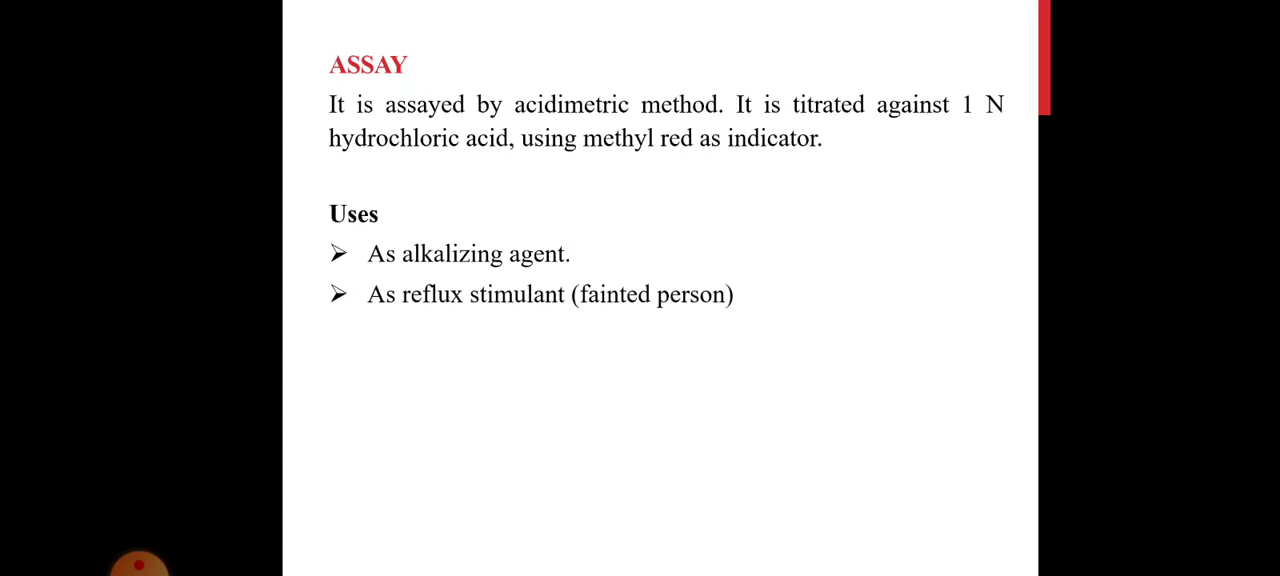 ASSAY
It is assayed by acidimetric method. It is titrated against 1 N
hydrochloric acid, using methyl red as indicator.
Uses
➢ As alkalizing agent.
➢ As reflux stimulant (fainted person)